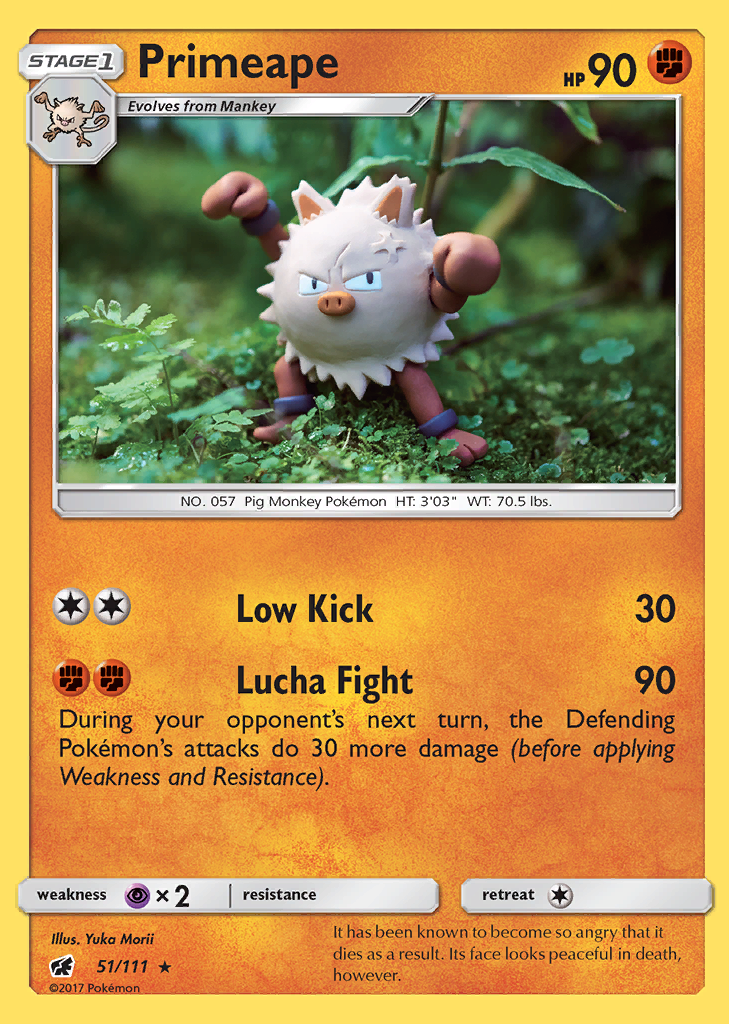 STAGE1 Primeape HP90
Evolves from Mankey
NO. 057 Pig Monkey Pokémon HT: 3'03" WT: 70.5 lbs.
Low Kick 30
Lucha Fight 90
During your opponent's next turn, the Defending
Pokémon's attacks do 30 more damage (before applying
Weakness and Resistance).
weakness ×2 resistance retreat
Illus. Yuka Morii
51/111 ★
©2017 Pokémon
It has been known to become so angry that it
dies as a result. Its face looks peaceful in death,
however.